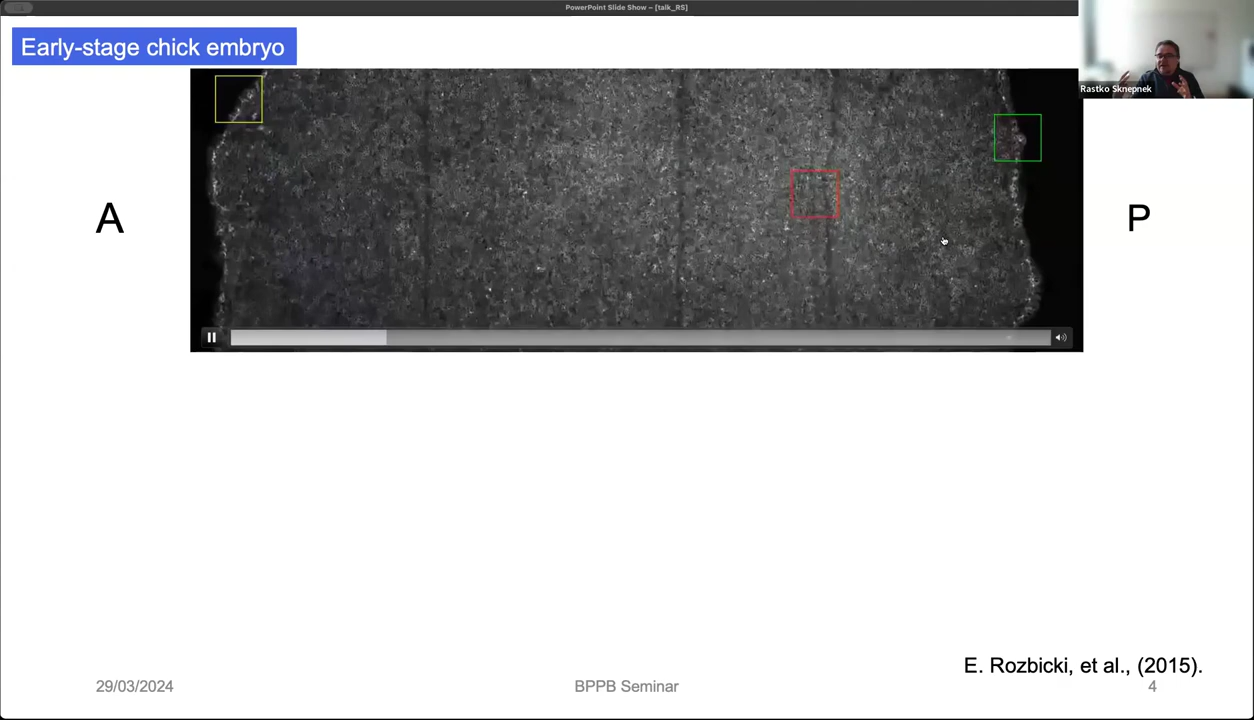 PowerPoint Slide Show – [talk_RS]
Early-stage chick embryo
Rastko Sknepnek
A
P
E. Rozbicki, et al., (2015).
29/03/2024
BPPB Seminar
4